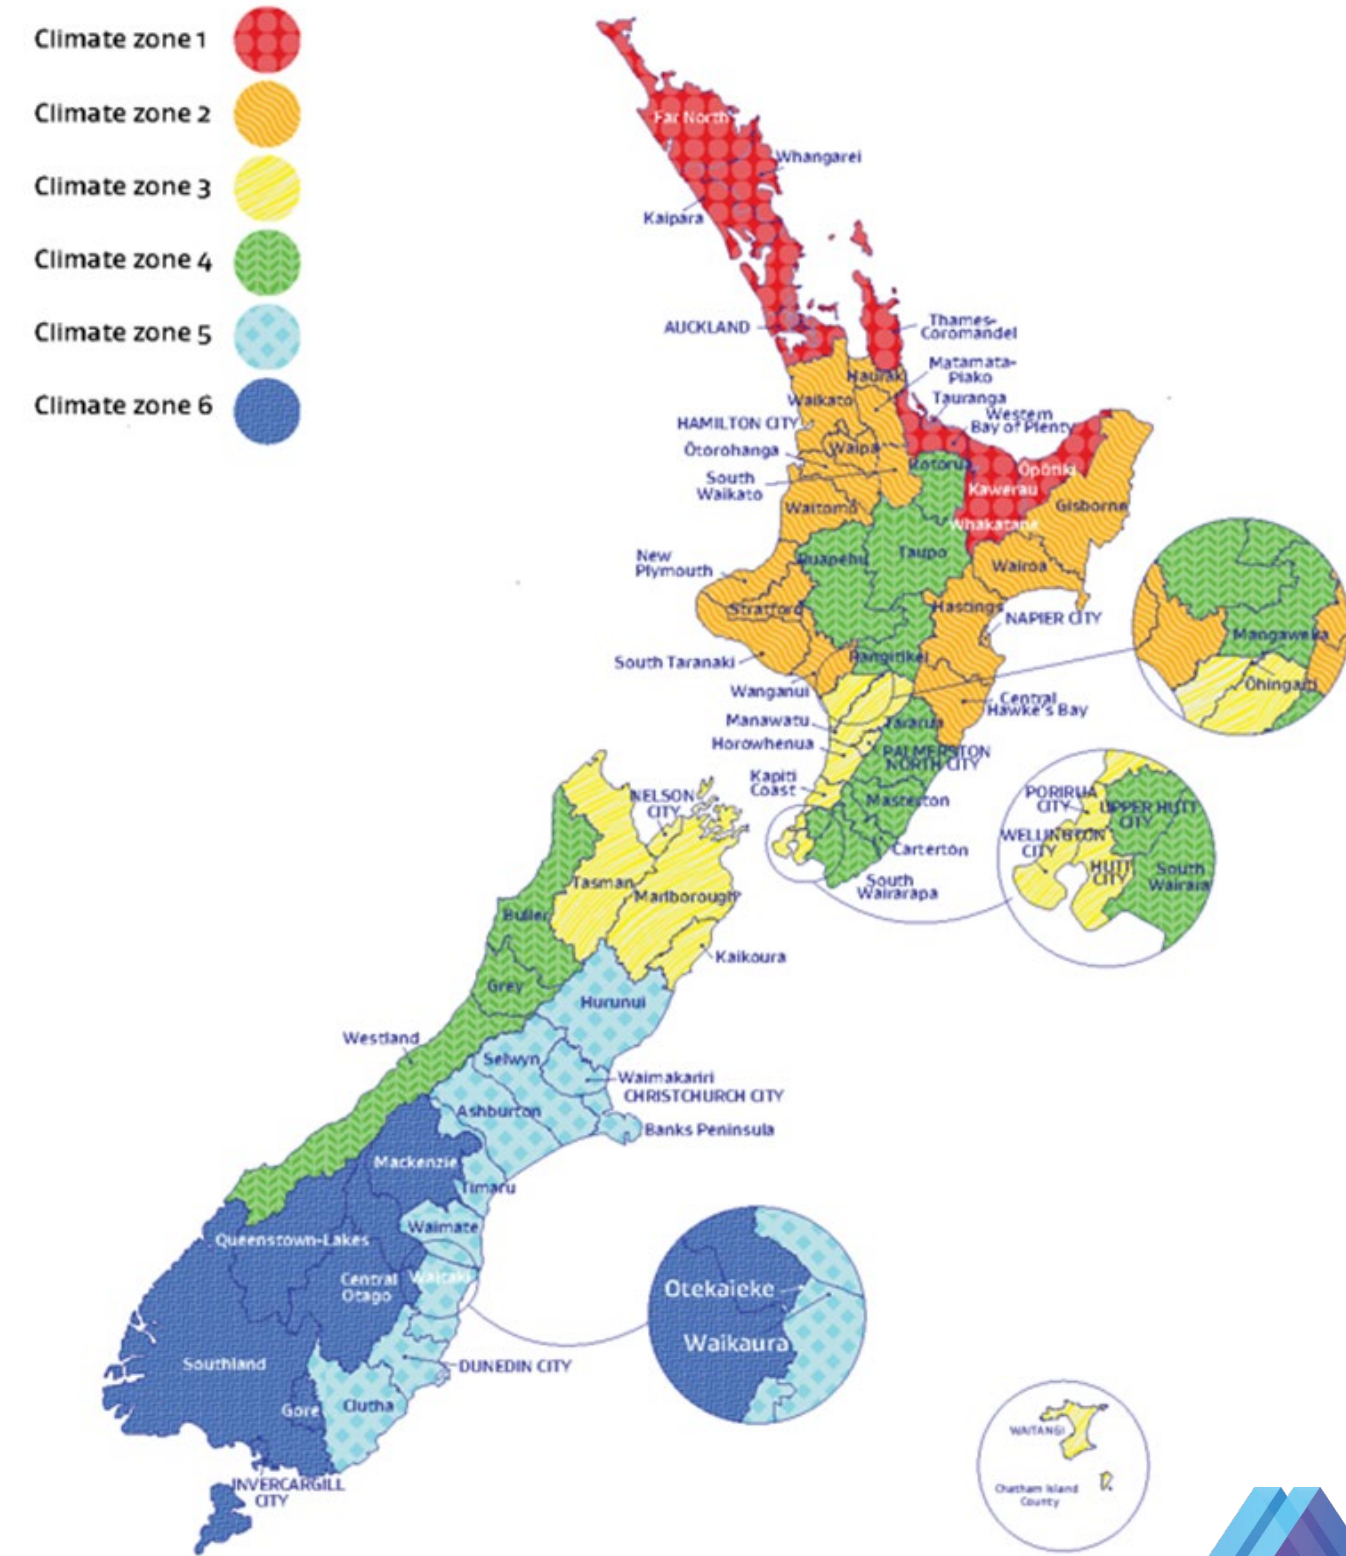 Climate zone 1
Climate zone 2
Climate zone 3
Climate zone 4
Climate zone 5
Climate zone 6
Far North
Whangarei
Kaipara
AUCKLAND
Thames-
Coromandel
Matamata-
Piako
Hauraki
Waikato
Tauranga
Western
Bay of Plenty
HAMILTON CITY
Waipa
Ōtorohanga
Rotorua
Ōpōtiki
South
Waikato
Kawerau
Waitomo
Gisborne
Whakatane
New
Plymouth
Ruapehu
Taupo
Wairoa
Stratford
Hastings
NAPIER CITY
South Taranaki
Rangitikei
Wanganui
Central
Hawke's Bay
Manawatu
Tararua
Horowhenua
PALMERSTON
NORTH CITY
Kapiti
Coast
Masterton
Carterton
South
Wairarapa
Mangaweka
Ōhingaiti
PORIRUA
CITY
UPPER HUTT
CITY
WELLINGTON
CITY
HUTT
CITY
South
Wairara
NELSON
CITY
Tasman
Marlborough
Buller
Kaikoura
Grey
Hurunui
Westland
Selwyn
Waimakariri
CHRISTCHURCH CITY
Ashburton
Banks Peninsula
Mackenzie
Timaru
Waimate
Queenstown-Lakes
Central
Otago
Waitaki
Otekaieke
Waikaura
Southland
DUNEDIN CITY
Gore
Clutha
INVERCARGILL
CITY
WAITANGI
Chatham Island
County